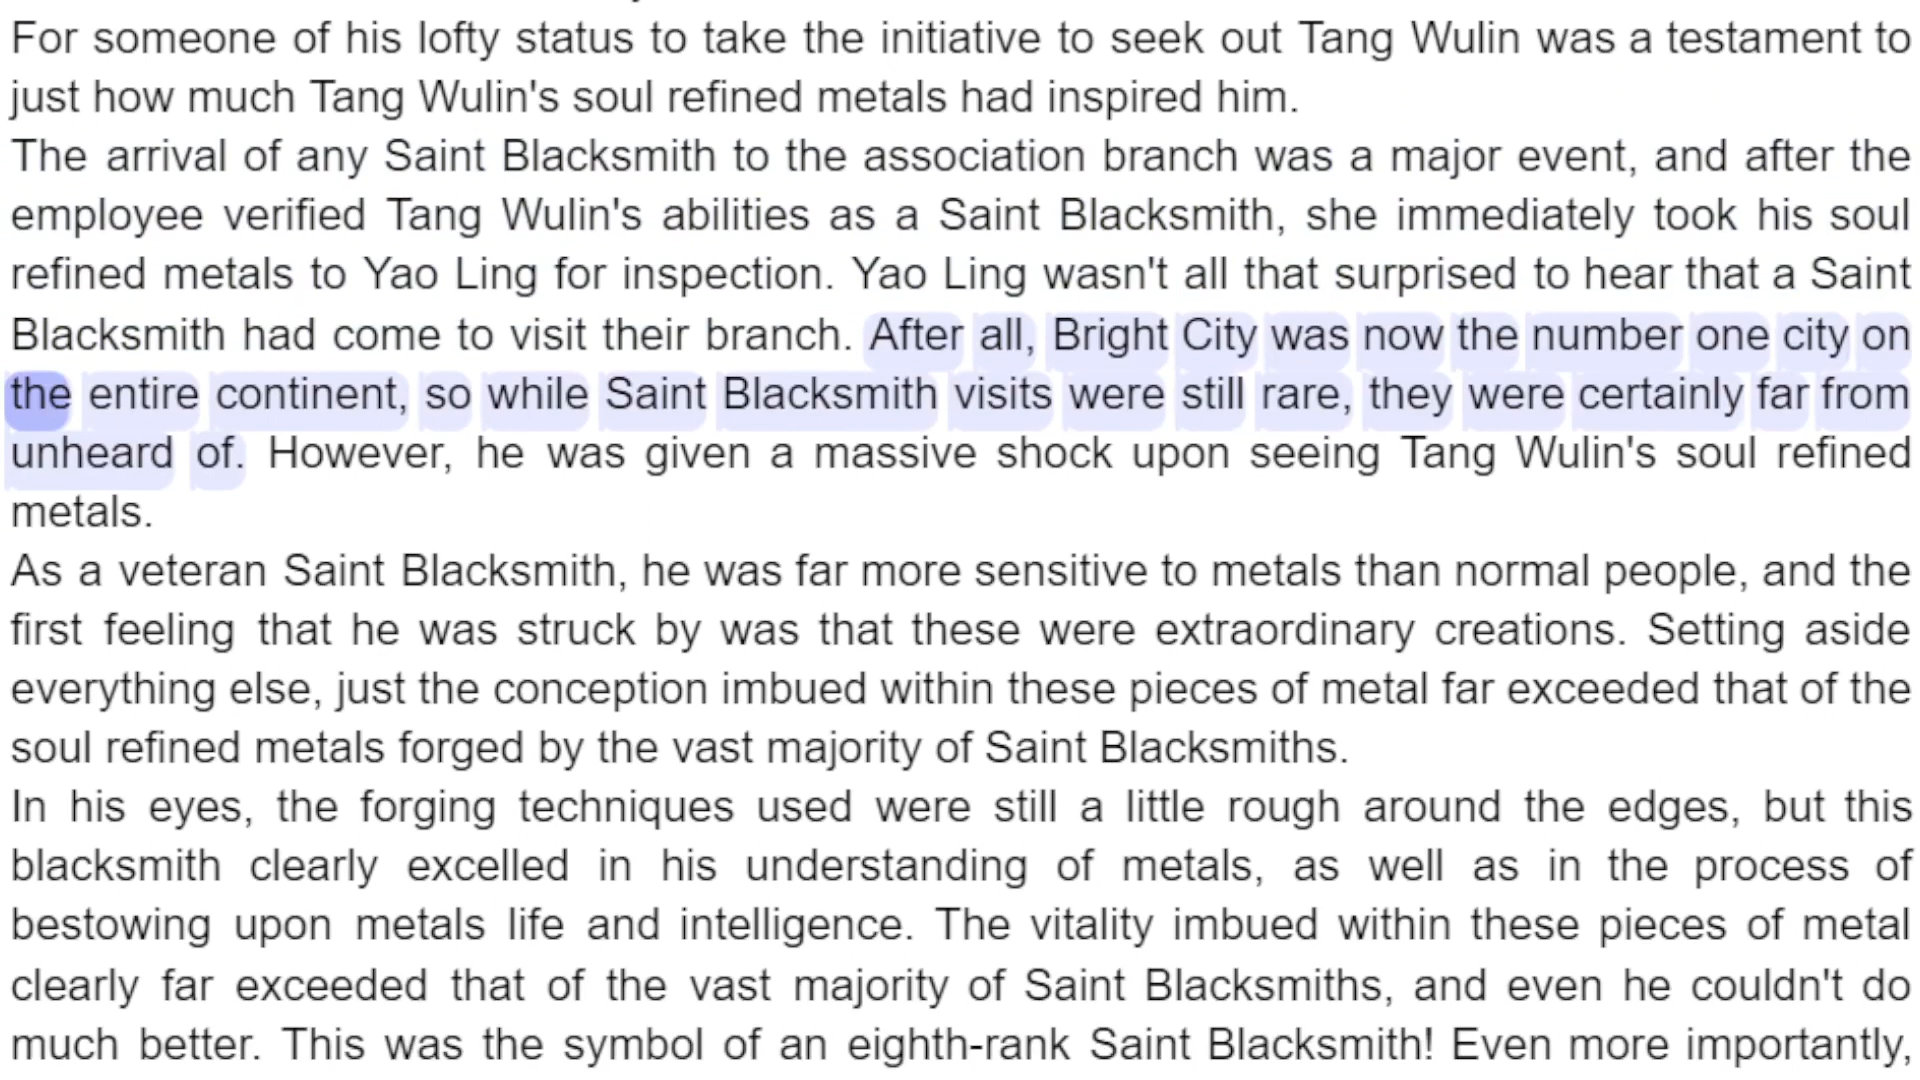 For someone of his lofty status to take the initiative to seek out Tang Wulin was a testament to
just how much Tang Wulin's soul refined metals had inspired him.
The arrival of any Saint Blacksmith to the association branch was a major event, and after the
employee verified Tang Wulin's abilities as a Saint Blacksmith, she immediately took his soul
refined metals to Yao Ling for inspection. Yao Ling wasn't all that surprised to hear that a Saint
Blacksmith had come to visit their branch. After all, Bright City was now the number one city on
the entire continent, so while Saint Blacksmith visits were still rare, they were certainly far from
unheard of. However, he was given a massive shock upon seeing Tang Wulin's soul refined
metals.
As a veteran Saint Blacksmith, he was far more sensitive to metals than normal people, and the
first feeling that he was struck by was that these were extraordinary creations. Setting aside
everything else, just the conception imbued within these pieces of metal far exceeded that of the
soul refined metals forged by the vast majority of Saint Blacksmiths.
In his eyes, the forging techniques used were still a little rough around the edges, but this
blacksmith clearly excelled in his understanding of metals, as well as in the process of
bestowing upon metals life and intelligence. The vitality imbued within these pieces of metal
clearly far exceeded that of the vast majority of Saint Blacksmiths, and even he couldn't do
much better. This was the symbol of an eighth-rank Saint Blacksmith! Even more importantly,